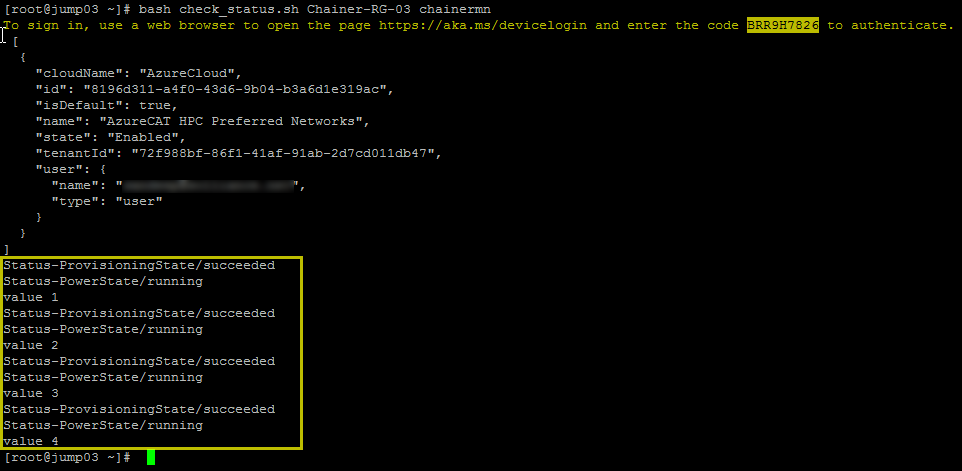 [root@jump03 ~]# bash check_status.sh Chainer-RG-03 chainermn
To sign in, use a web browser to open the page https://aka.ms/devicelogin and enter the code BRR9H7826 to authenticate.
[
{
"cloudName": "AzureCloud",
"id": "8196d311-a4f0-43d6-9b04-b3a6d1e319ac",
"isDefault": true,
"name": "AzureCAT HPC Preferred Networks",
"state": "Enabled",
"tenantId": "72f988bf-86f1-41af-91ab-2d7cd011db47",
"user": {
"name": "",
"type": "user"
}
}
]
Status-ProvisioningState/succeeded
Status-PowerState/running
value 1
Status-ProvisioningState/succeeded
Status-PowerState/running
value 2
Status-ProvisioningState/succeeded
Status-PowerState/running
value 3
Status-ProvisioningState/succeeded
Status-PowerState/running
value 4
[root@jump03 ~]#